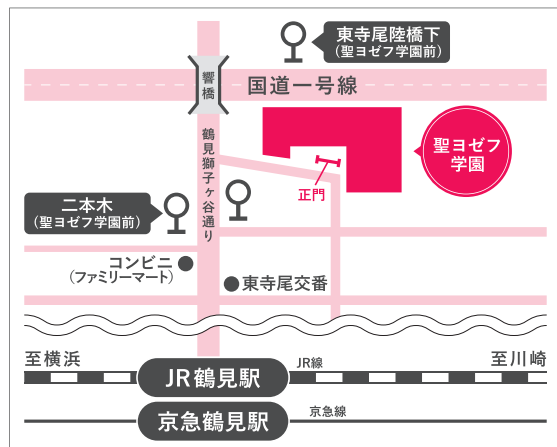 東寺尾陸橋下
(聖ヨゼフ学園前)
響橋
国道一号線
聖ヨゼフ
学園
鶴見獅子ヶ谷通り
正門
二本木
(聖ヨゼフ学園前)
コンビニ
(ファミリーマート)
東寺尾交番
至横浜
JR線
至川崎
JR鶴見駅
京急線
京急鶴見駅